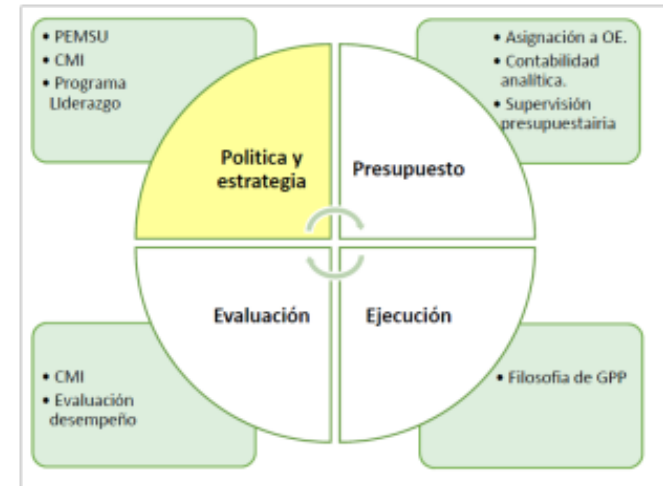 • PEMSU
• CMI
• Programa
Liderazgo
• Asignación a OE.
• Contabilidad
analítica.
• Supervisión
presupuestairia
Politica y
estrategia
Presupuesto
Evaluación
Ejecución
• CMI
• Evaluación
desempeño
• Filosofia de GPP